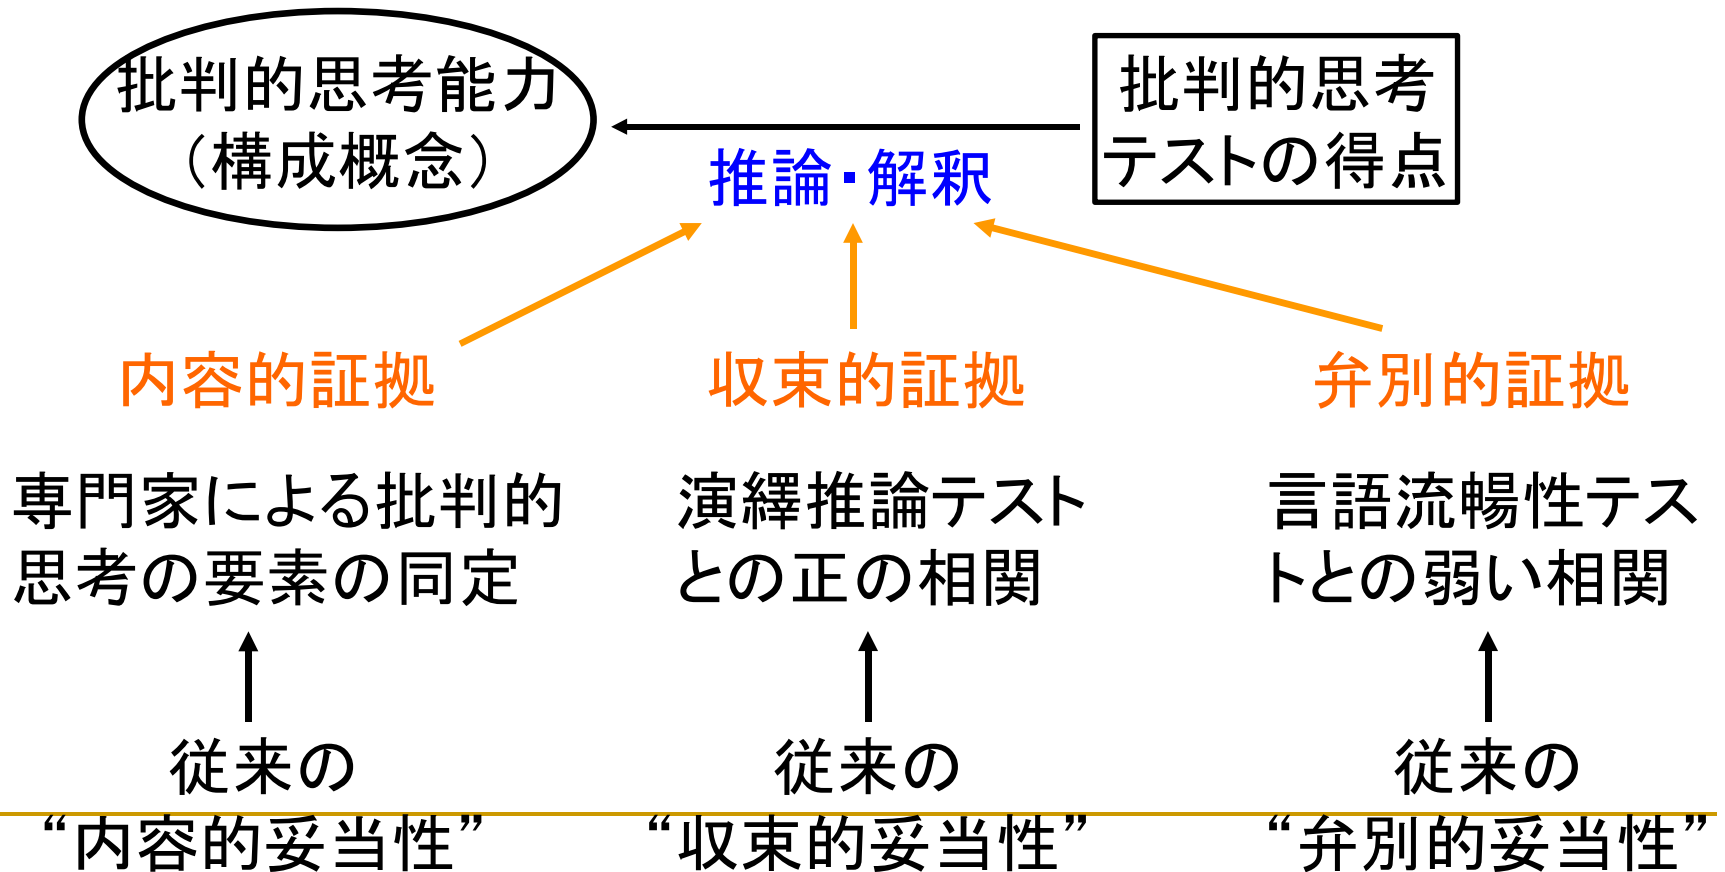 批判的思考能力
（構成概念）
批判的思考
テストの得点
推論・解釈
内容的証拠
収束的証拠
弁別的証拠
専門家による批判的
思考の要素の同定
演繹推論テスト
との正の相関
言語流暢性テス
トとの弱い相関
従来の
“内容的妥当性”
従来の
“収束的妥当性”
従来の
“弁別的妥当性”